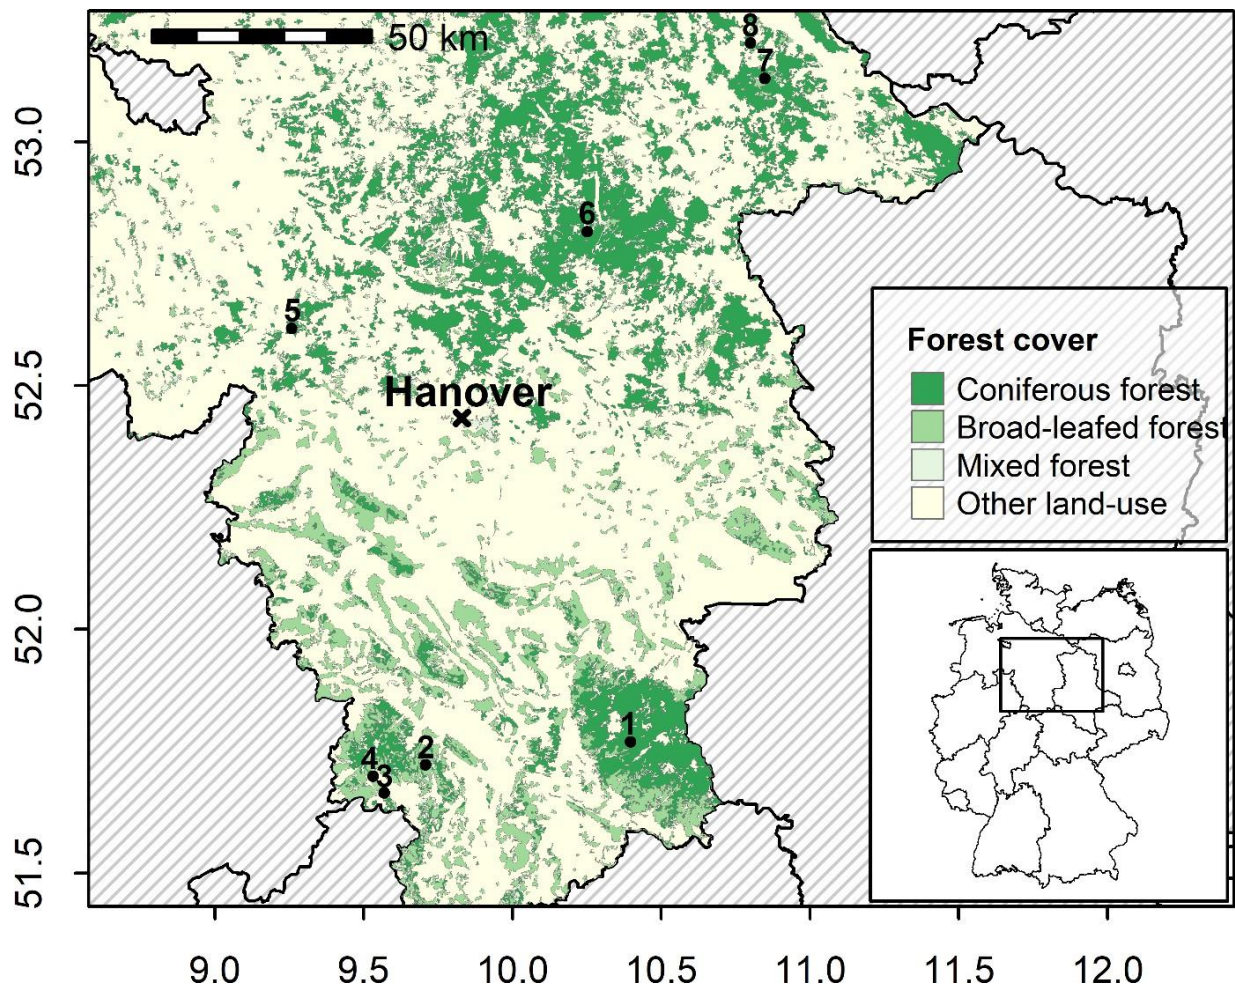 50 km
8
7
53.0
6
5
52.5
Hanover
Forest cover
Coniferous forest
Broad-leafed forest
Mixed forest
Other land-use
52.0
1
2
4
3
51.5
9.0 9.5 10.0 10.5 11.0 11.5 12.0